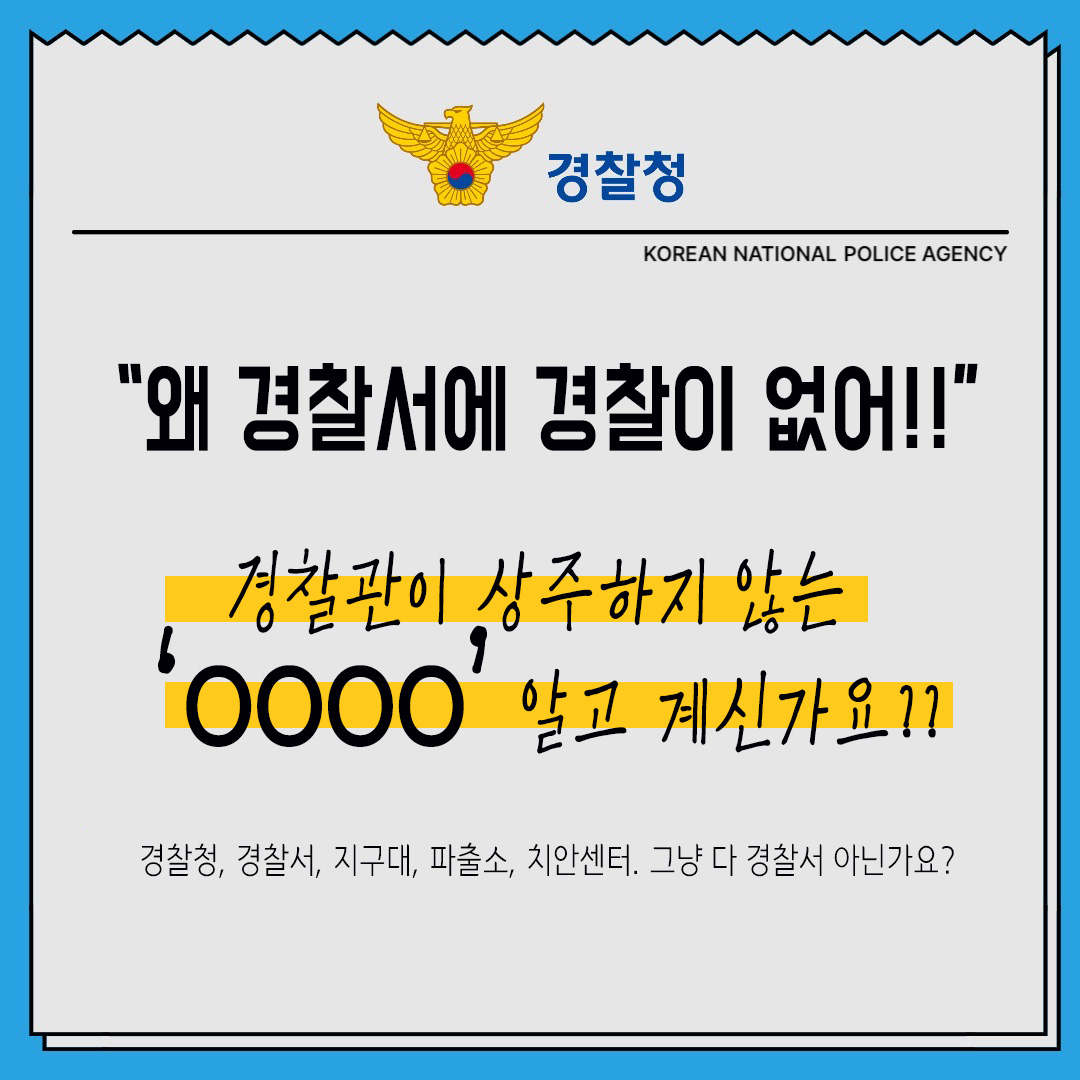 경찰청
KOREAN NATIONAL POLICE AGENCY
"왜 경찰서에 경찰이 없어!!"
경찰관이 상주하지 않는
'OOOO' 알고 계신가요??
경찰청, 경찰서, 지구대, 파출소, 치안센터. 그냥 다 경찰서 아닌가요?